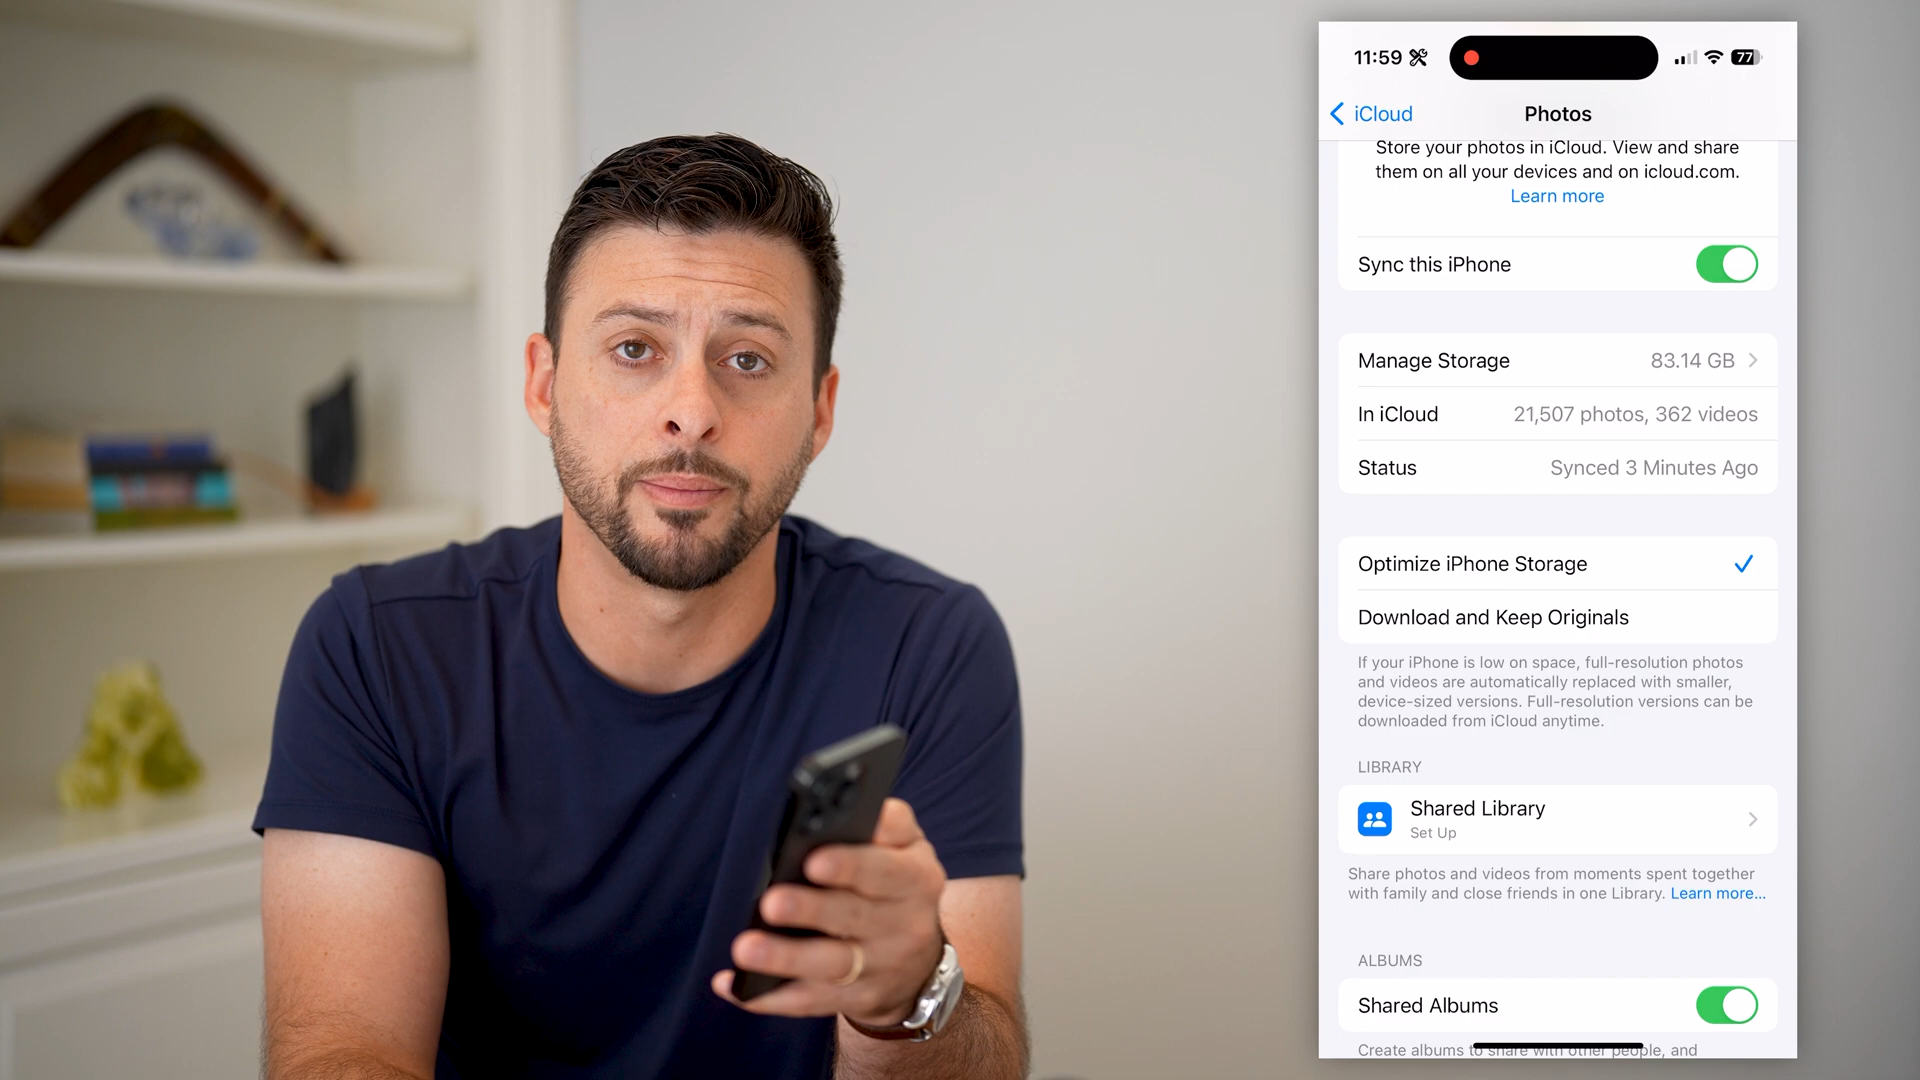 11:59
77
iCloud
Photos
Store your photos in iCloud. View and share
them on all your devices and on icloud.com.
Learn more
Sync this iPhone
Manage Storage 83.14 GB
In iCloud 21,507 photos, 362 videos
Status Synced 3 Minutes Ago
Optimize iPhone Storage
Download and Keep Originals
If your iPhone is low on space, full-resolution photos
and videos are automatically replaced with smaller,
device-sized versions. Full-resolution versions can be
downloaded from iCloud anytime.
LIBRARY
Shared Library
Set Up
Share photos and videos from moments spent together
with family and close friends in one Library. Learn more...
ALBUMS
Shared Albums
Create albums to share with other people, and